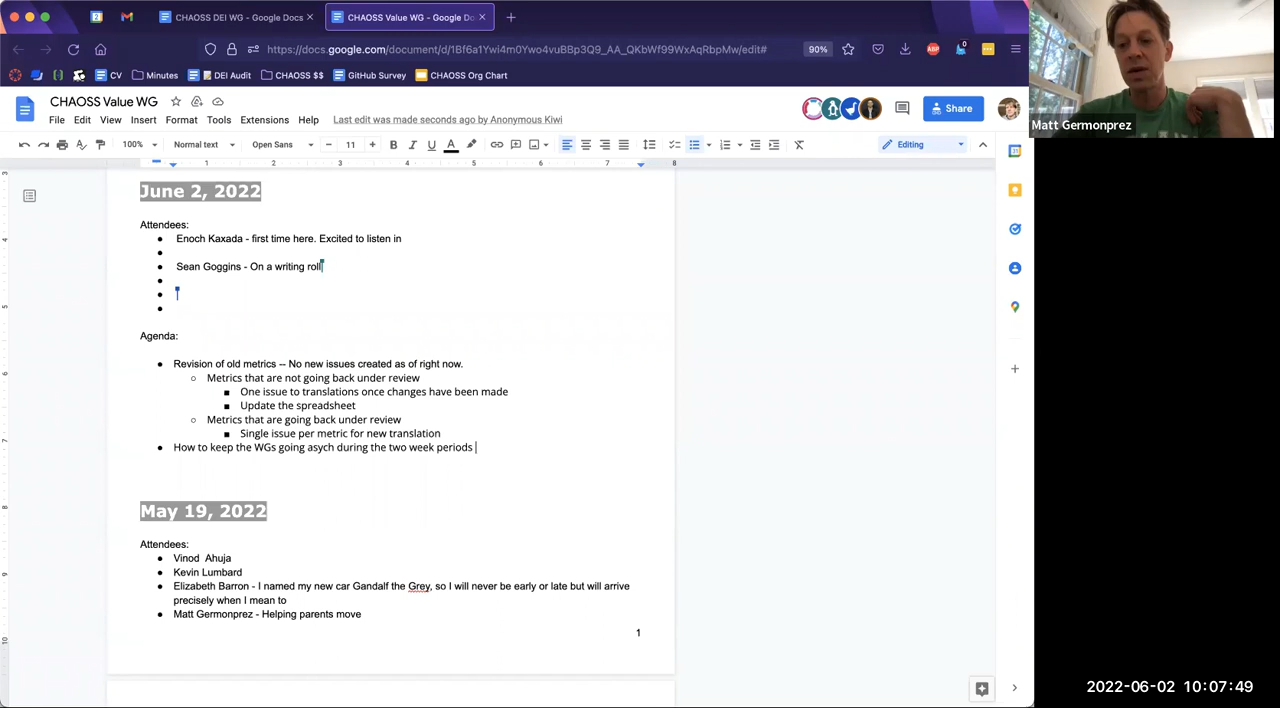 CHAOSS DEI WG - Google Docs
CHAOSS Value WG - Google Do
https://docs.google.com/document/d/1Bf6a1Ywi4m0Ywo4vuBBp3Q9_AA_QKbWf99WxAqRbpMw/edit#
90%
CV
Minutes
DEI Audit
CHAOSS $$
GitHub Survey
CHAOSS Org Chart
CHAOSS Value WG
File Edit View Insert Format Tools Extensions Help
Last edit was made seconds ago by Anonymous Kiwi
Share
100%
Normal text
Open Sans
11
Editing
June 2, 2022
Attendees:
● Enoch Kaxada - first time here. Excited to listen in
●
● Sean Goggins - On a writing roll
●
●
●
Agenda:
● Revision of old metrics -- No new issues created as of right now.
○ Metrics that are not going back under review
■ One issue to translations once changes have been made
■ Update the spreadsheet
○ Metrics that are going back under review
■ Single issue per metric for new translation
● How to keep the WGs going asych during the two week periods
May 19, 2022
Attendees:
● Vinod Ahuja
● Kevin Lumbard
● Elizabeth Barron - I named my new car Gandalf the Grey, so I will never be early or late but will arrive
precisely when I mean to
● Matt Germonprez - Helping parents move
1
Matt Germonprez
2022-06-02 10:07:49